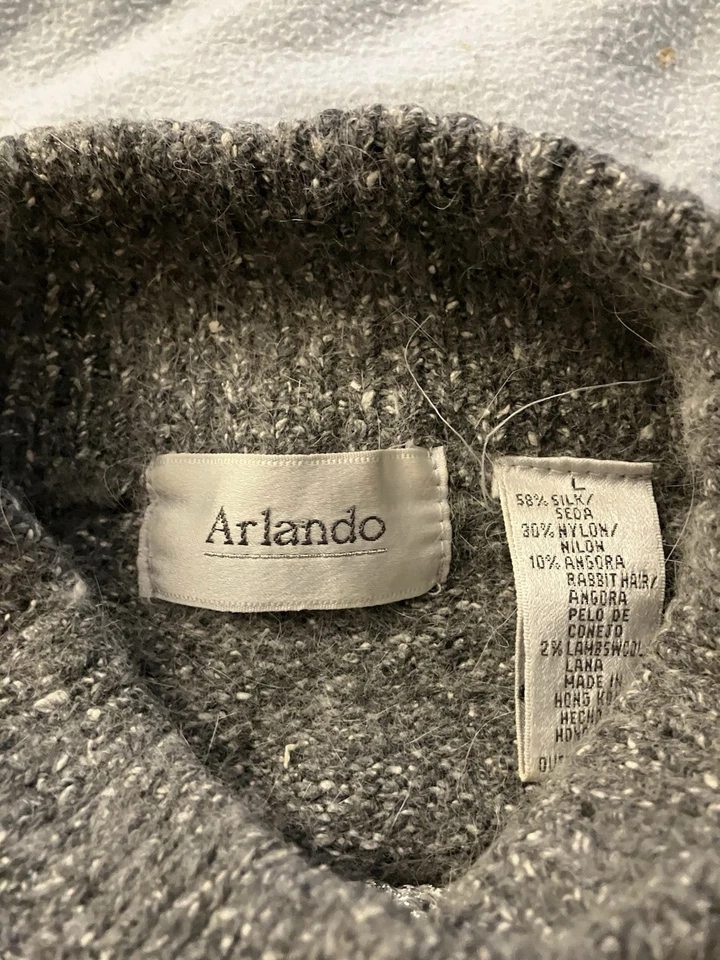 Arlando
L
58% SILK/
SEDA
30% NYLON/
NILON
10% ANGORA
RABBIT HAIR/
ANGORA
PELO DE
CONEJO
2% LAMBSWOOL
LANA
MADE IN
HONG
HECHO